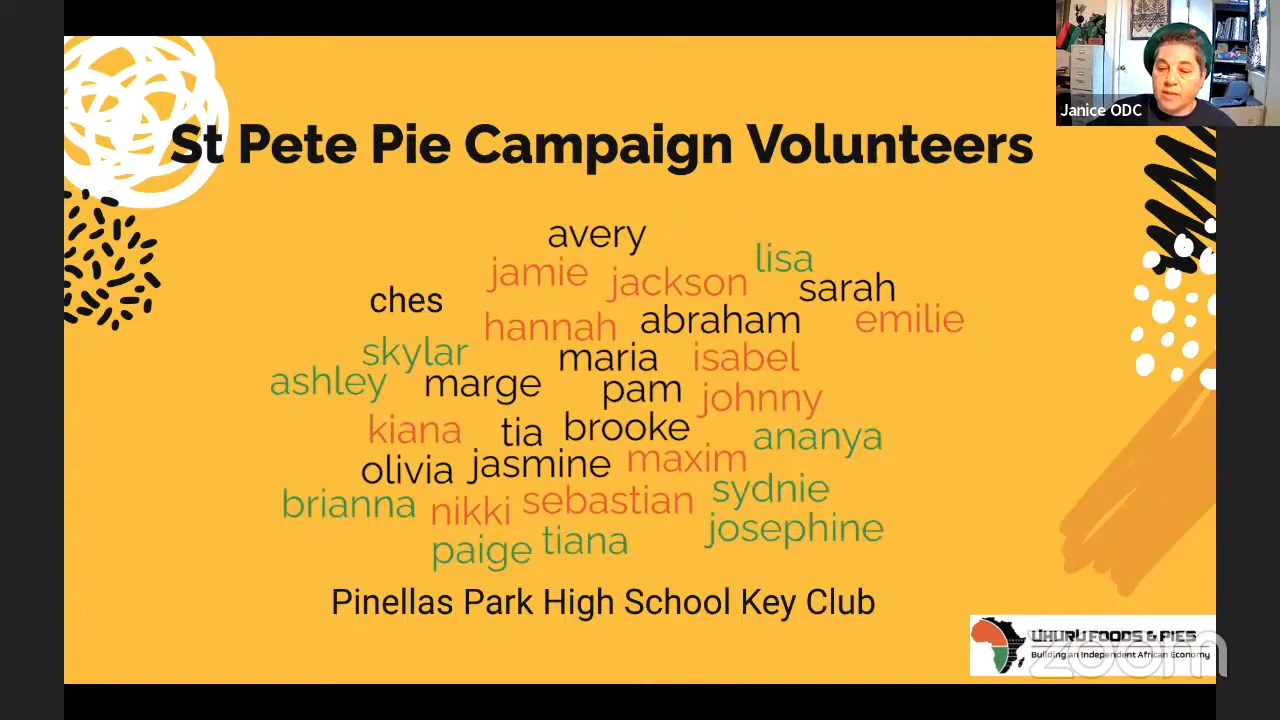 Janice ODC
St Pete Pie Campaign Volunteers
avery
lisa
jamie jackson
sarah
ches
hannah abraham emilie
skylar maria isabel
ashley marge pam johnny
kiana tia brooke ananya
olivia jasmine maxim
brianna nikki sebastian sydnie
paige tiana josephine
Pinellas Park High School Key Club
UHURU FOODS & PIES
Building an Independent African Economy
zoom